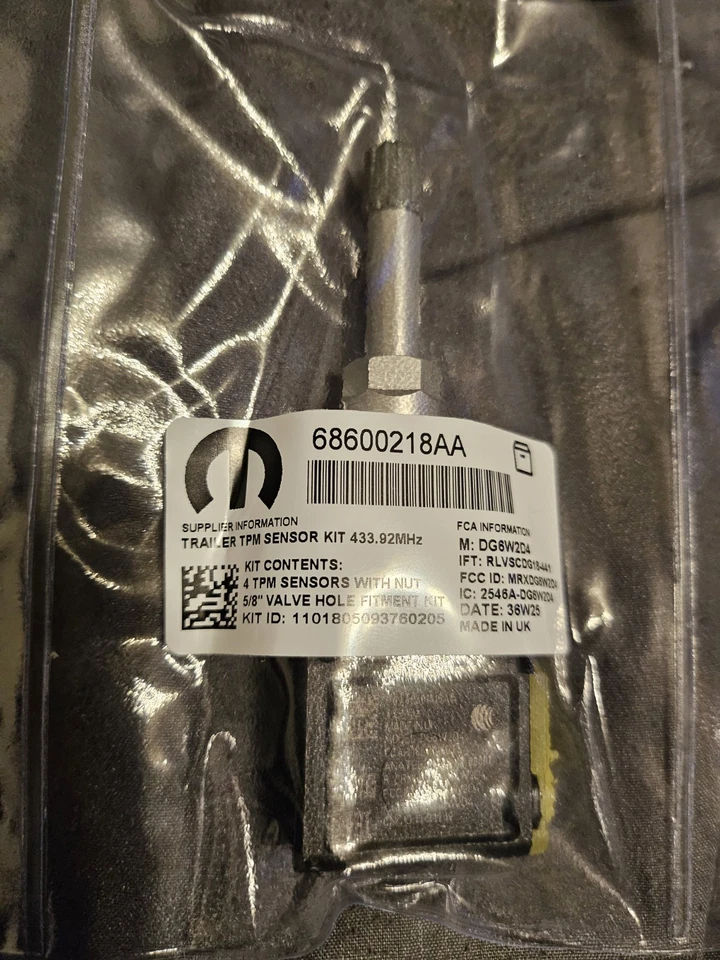 68600218AA
SUPPLIER INFORMATION
TRAILER TPM SENSOR KIT 433.92MHz
KIT CONTENTS:
4 TPM SENSORS WITH NUT
5/8" VALVE HOLE FITMENT KIT
KIT ID: 1101805093760205
FCA INFORMATION
M: DG6W2D4
IFT: RLVSCDG18-441
FCC ID: MRXDG6W2D4
IC: 2546A-DG6W2D4
DATE: 36W25
MADE IN UK